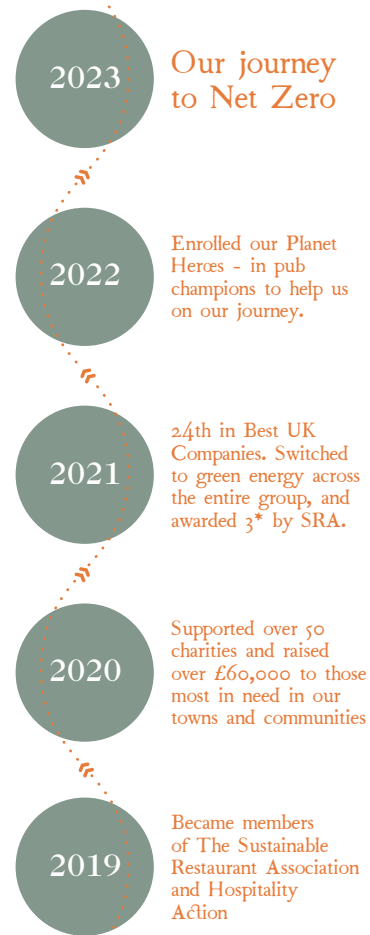 2023
Our journey
to Net Zero
2022
Enrolled our Planet
Herœs - in pub
champions to help us
on our journey.
2021
24th in Best UK
Companies. Switched
to green energy across
the entire group, and
awarded 3* by SRA.
2020
Supported over 50
charities and raised
over £60,000 to those
most in need in our
towns and communities
2019
Became members
of The Sustainable
Restaurant Association
and Hospitality
Action